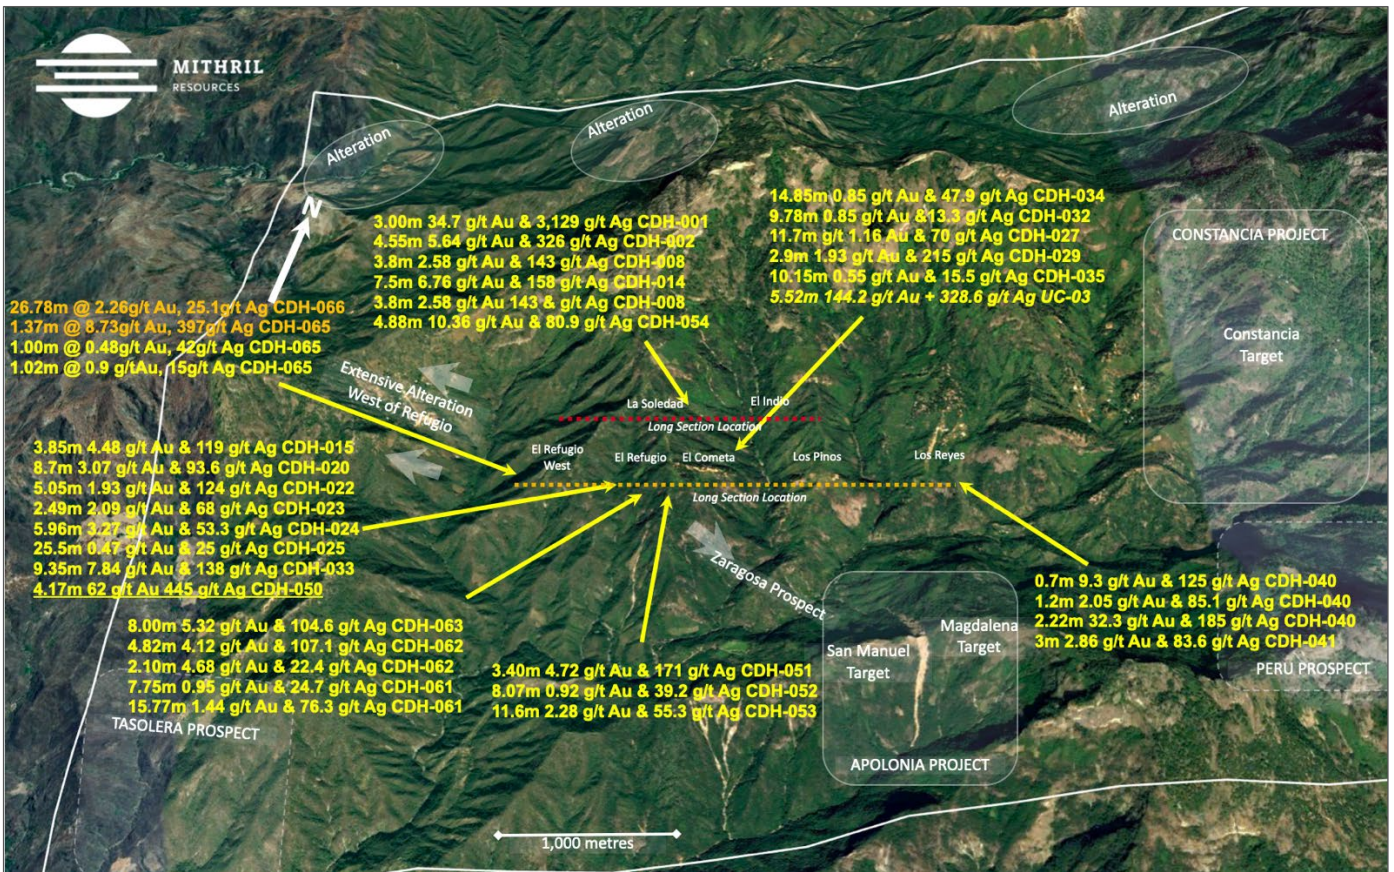 MITHRIL
RESOURCES
Alteration
Alteration
Alteration
N
3.00m 34.7 g/t Au & 3,129 g/t Ag CDH-001
4.55m 5.64 g/t Au & 326 g/t Ag CDH-002
3.8m 2.58 g/t Au & 143 g/t Ag CDH-008
7.5m 6.76 g/t Au & 158 g/t Ag CDH-014
3.8m 2.58 g/t Au 143 & g/t Ag CDH-008
4.88m 10.36 g/t Au & 80.9 g/t Ag CDH-054
14.85m 0.85 g/t Au & 47.9 g/t Ag CDH-034
9.78m 0.85 g/t Au &13.3 g/t Ag CDH-032
11.7m g/t 1.16 Au & 70 g/t Ag CDH-027
2.9m 1.93 g/t Au & 215 g/t Ag CDH-029
10.15m 0.55 g/t Au & 15.5 g/t Ag CDH-035
5.52m 144.2 g/t Au + 328.6 g/t Ag UC-03
CONSTANCIA PROJECT
Constancia
Target
26.78m @ 2.26g/t Au, 25.1g/t Ag CDH-066
1.37m @ 8.73g/t Au, 397g/t Ag CDH-065
1.00m @ 0.48g/t Au, 42g/t Ag CDH-065
1.02m @ 0.9 g/tAu, 15g/t Ag CDH-065
Extensive Alteration
West of Refugio
La Soledad
El Indio
Long Section Location
El Refugio
West
El Refugio
El Cometa
Los Pinos
Los Reyes
Long Section Location
3.85m 4.48 g/t Au & 119 g/t Ag CDH-015
8.7m 3.07 g/t Au & 93.6 g/t Ag CDH-020
5.05m 1.93 g/t Au & 124 g/t Ag CDH-022
2.49m 2.09 g/t Au & 68 g/t Ag CDH-023
5.96m 3.27 g/t Au & 53.3 g/t Ag CDH-024
25.5m 0.47 g/t Au & 25 g/t Ag CDH-025
9.35m 7.84 g/t Au & 138 g/t Ag CDH-033
4.17m 62 g/t Au 445 g/t Ag CDH-050
Zaragosa Prospect
8.00m 5.32 g/t Au & 104.6 g/t Ag CDH-063
4.82m 4.12 g/t Au & 107.1 g/t Ag CDH-062
2.10m 4.68 g/t Au & 22.4 g/t Ag CDH-062
7.75m 0.95 g/t Au & 24.7 g/t Ag CDH-061
15.77m 1.44 g/t Au & 76.3 g/t Ag CDH-061
TASOLERA PROSPECT
3.40m 4.72 g/t Au & 171 g/t Ag CDH-051
8.07m 0.92 g/t Au & 39.2 g/t Ag CDH-052
11.6m 2.28 g/t Au & 55.3 g/t Ag CDH-053
San Manuel
Target
Magdalena
Target
APOLONIA PROJECT
0.7m 9.3 g/t Au & 125 g/t Ag CDH-040
1.2m 2.05 g/t Au & 85.1 g/t Ag CDH-040
2.22m 32.3 g/t Au & 185 g/t Ag CDH-040
3m 2.86 g/t Au & 83.6 g/t Ag CDH-041
PERU PROSPECT
1,000 metres